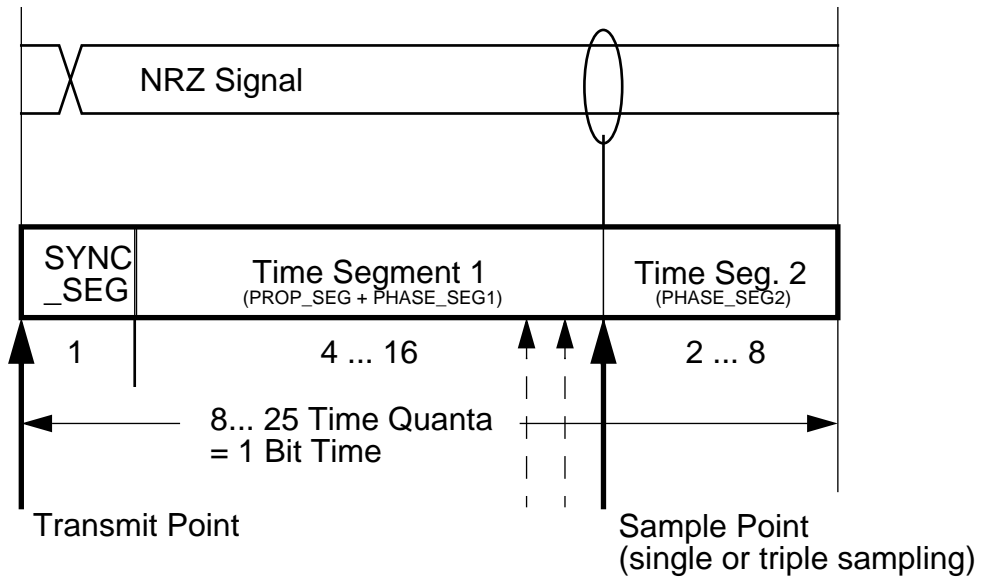 NRZ Signal
SYNC
_SEG
Time Segment 1
(PROP_SEG + PHASE_SEG1)
Time Seg. 2
(PHASE_SEG2)
1
4 ... 16
2 ... 8
8... 25 Time Quanta
= 1 Bit Time
Transmit Point
Sample Point
(single or triple sampling)